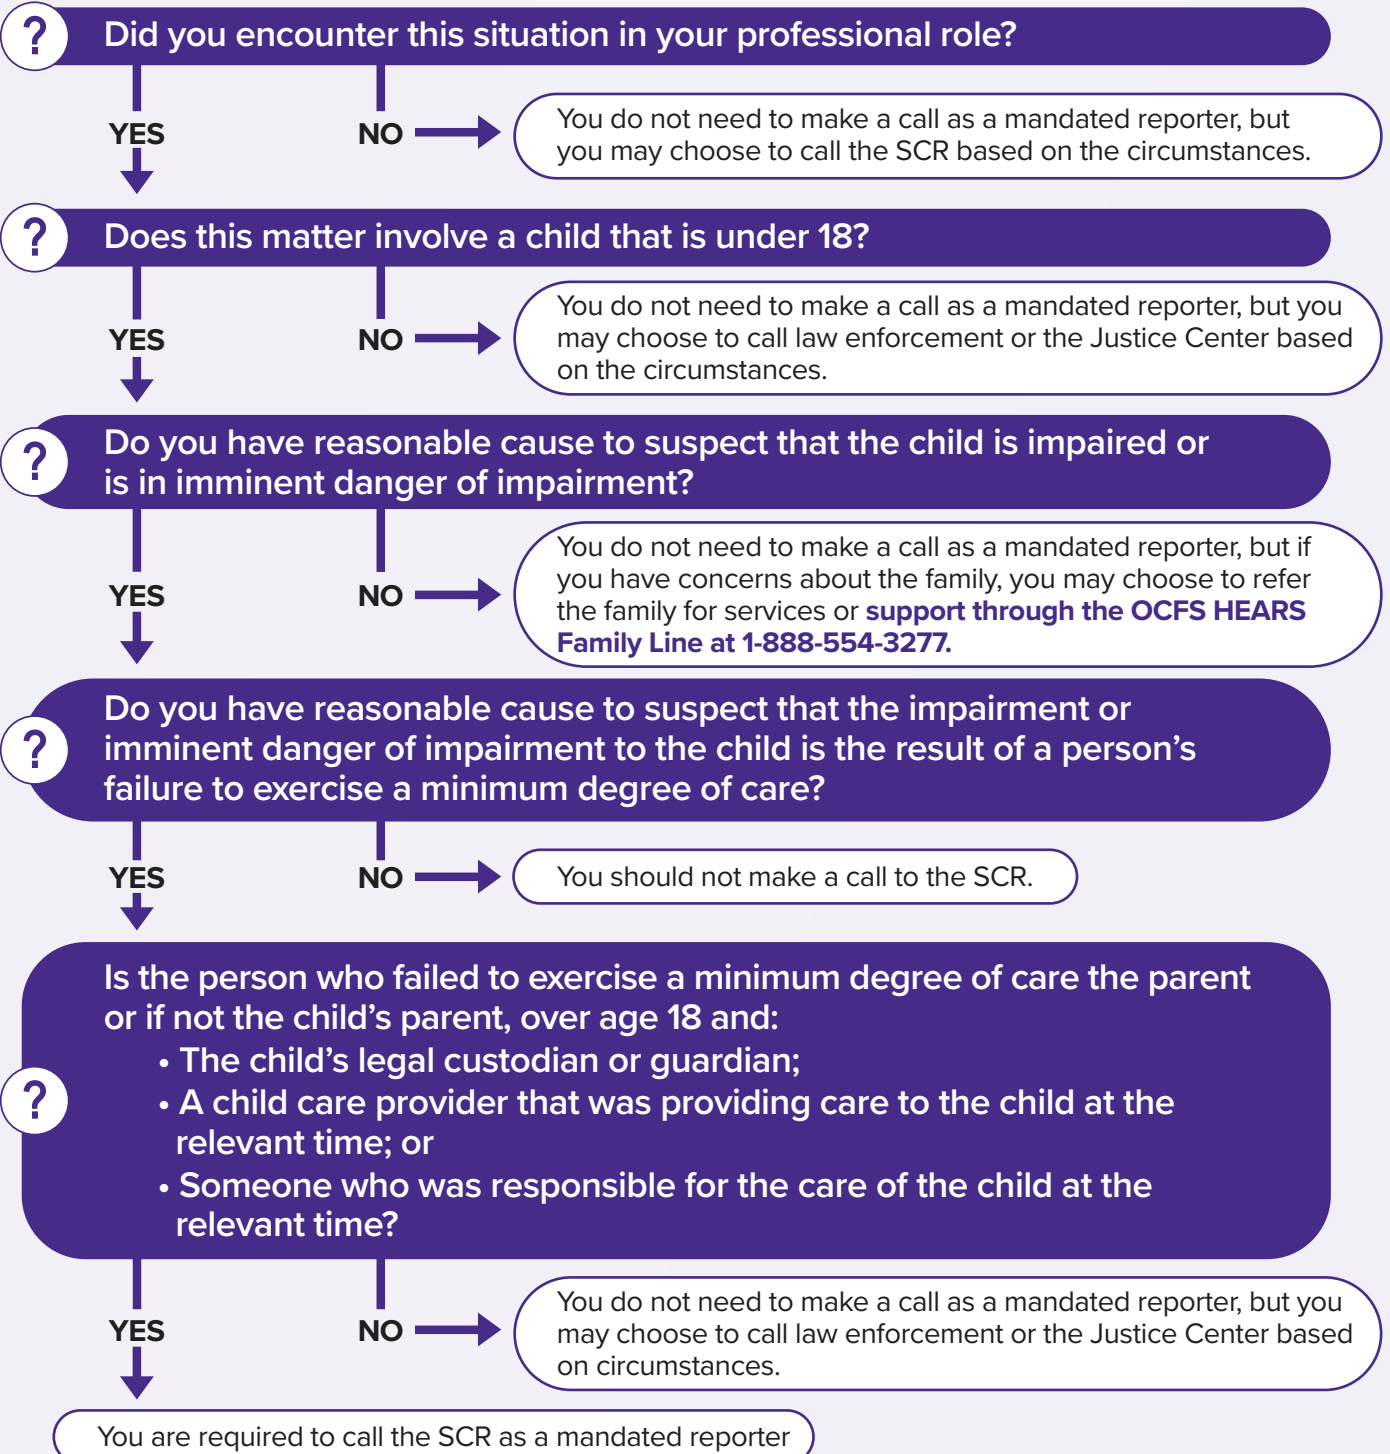 ?
Did you encounter this situation in your professional role?
YES
NO
You do not need to make a call as a mandated reporter, but
you may choose to call the SCR based on the circumstances.
?
Does this matter involve a child that is under 18?
YES
NO
You do not need to make a call as a mandated reporter, but you
may choose to call law enforcement or the Justice Center based
on the circumstances.
?
Do you have reasonable cause to suspect that the child is impaired or
is in imminent danger of impairment?
YES
NO
You do not need to make a call as a mandated reporter, but if
you have concerns about the family, you may choose to refer
the family for services or support through the OCFS HEARS
Family Line at 1-888-554-3277.
?
Do you have reasonable cause to suspect that the impairment or
imminent danger of impairment to the child is the result of a person’s
failure to exercise a minimum degree of care?
YES
NO
You should not make a call to the SCR.
?
Is the person who failed to exercise a minimum degree of care the parent
or if not the child’s parent, over age 18 and:
• The child’s legal custodian or guardian;
• A child care provider that was providing care to the child at the
relevant time; or
• Someone who was responsible for the care of the child at the
relevant time?
YES
NO
You do not need to make a call as a mandated reporter, but you
may choose to call law enforcement or the Justice Center based
on circumstances.
You are required to call the SCR as a mandated reporter